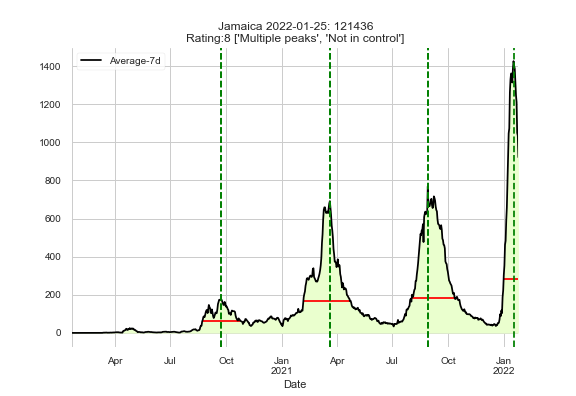 Jamaica 2022-01-25: 121436
Rating:8 ['Multiple peaks', 'Not in control']
Average-7d
1400
1200
1000
800
600
400
200
0
Apr
Jul
Oct
Jan
2021
Apr
Jul
Oct
Jan
2022
Date